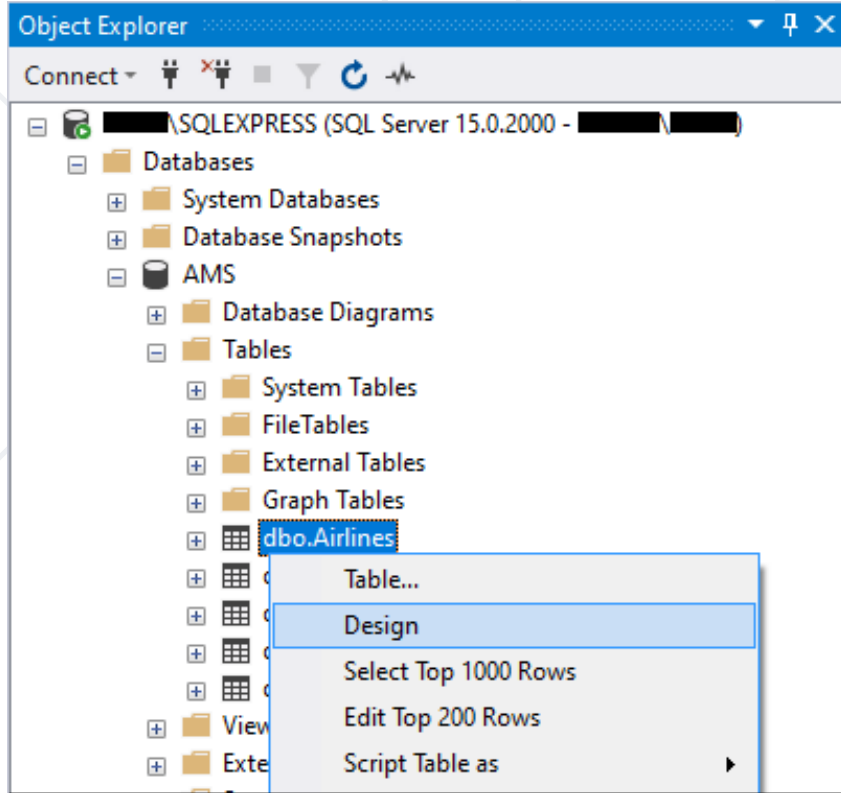 Object Explorer
Connect
\SQLEXPRESS (SQL Server 15.0.2000 - \ )
Databases
System Databases
Database Snapshots
AMS
Database Diagrams
Tables
System Tables
FileTables
External Tables
Graph Tables
dbo.Airlines
Table...
Design
Select Top 1000 Rows
Edit Top 200 Rows
View
Script Table as